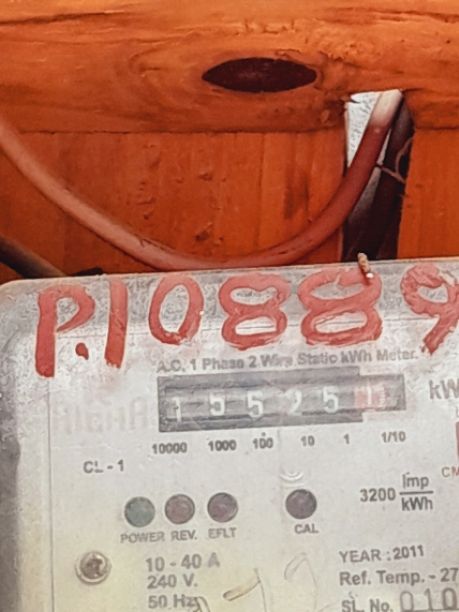 P.10889
A.C. 1 Phase 2 Wire Static kWh Meter.
1 5 5 2 5
kW
10000 1000 100 10 1 1/10
CL - 1
3200 Imp/kWh
CM
POWER REV. EFLT CAL
10 - 40 A
240 V.
50 Hz
YEAR : 2011
Ref. Temp. - 27
SL. No. 010